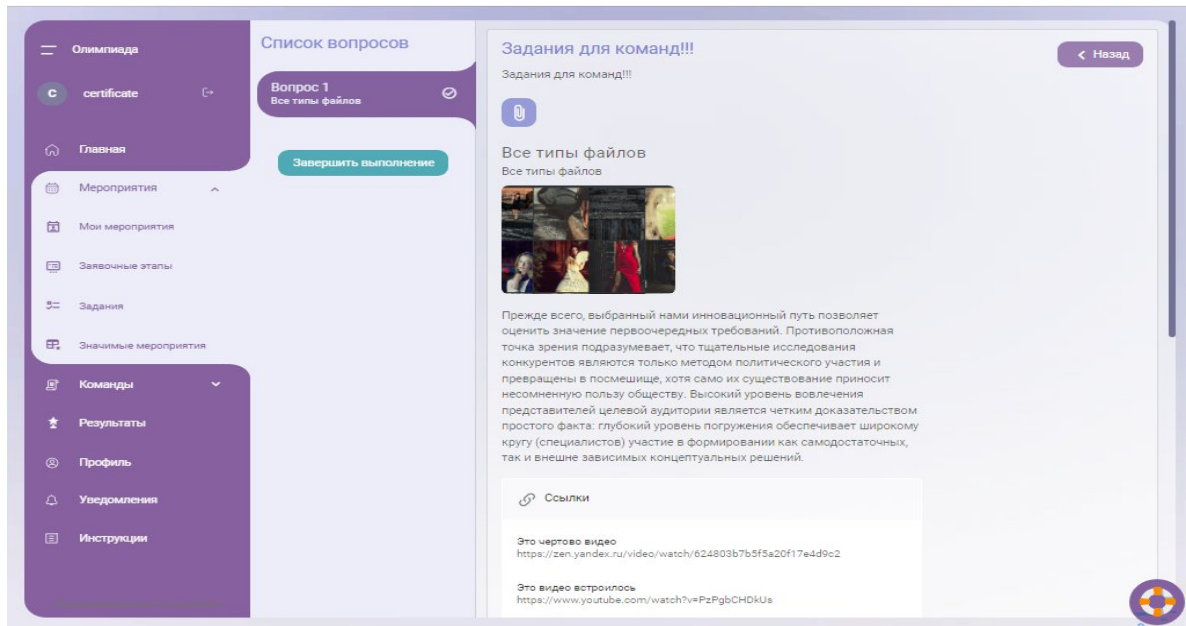 Олимпиада
C certificate
Главная
Мероприятия
Мои мероприятия
Заявочные этапы
Задания
Значимые мероприятия
Команды
Результаты
Профиль
Уведомления
Инструкции
Список вопросов
Вопрос 1
Все типы файлов
Завершить выполнение
Задания для команд!!!
Назад
Задания для команд!!!
Все типы файлов
Все типы файлов
Прежде всего, выбранный нами инновационный путь позволяет
оценить значение первоочередных требований. Противоположная
точка зрения подразумевает, что тщательные исследования
конкурентов являются только методом политического участия и
превращены в посмешище, хотя само их существование приносит
несомненную пользу обществу. Высокий уровень вовлечения
представителей целевой аудитории является четким доказательством
простого факта: глубокий уровень погружения обеспечивает широкому
кругу (специалистов) участие в формировании как самодостаточных,
так и внешне зависимых концептуальных решений.
Ссылки
Это чертово видео
https://zen.yandex.ru/video/watch/624803b7b5f5a20f17e4d9c2
Это видео встроилось
https://www.youtube.com/watch?v=PzPgbCHDkUs